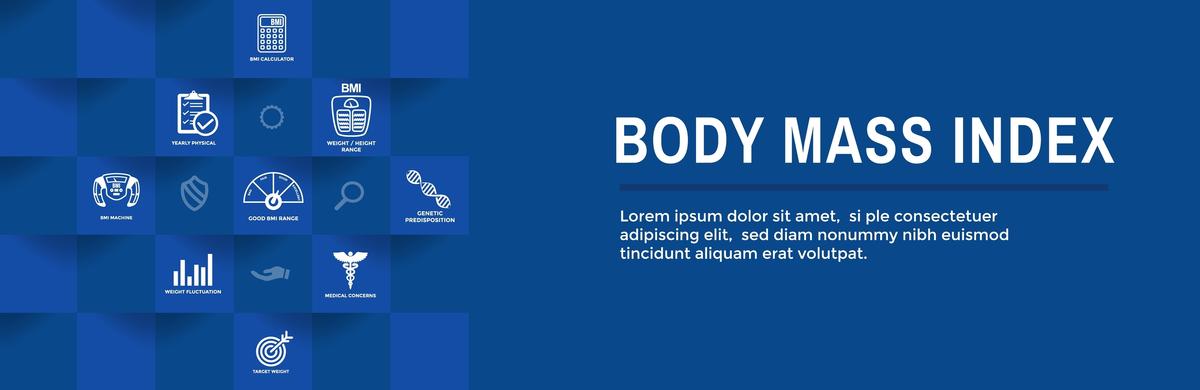 BMI
BMI CALCULATOR
YEARLY PHYSICAL
BMI
WEIGHT / HEIGHT
RANGE
BMI
BMI MACHINE
GOOD BMI RANGE
GENETIC
PREDISPOSITION
WEIGHT FLUCTUATION
MEDICAL CONCERNS
TARGET WEIGHT
BODY MASS INDEX
Lorem ipsum dolor sit amet,  si ple consectetuer
adipiscing elit,  sed diam nonummy nibh euismod
tincidunt aliquam erat volutpat.